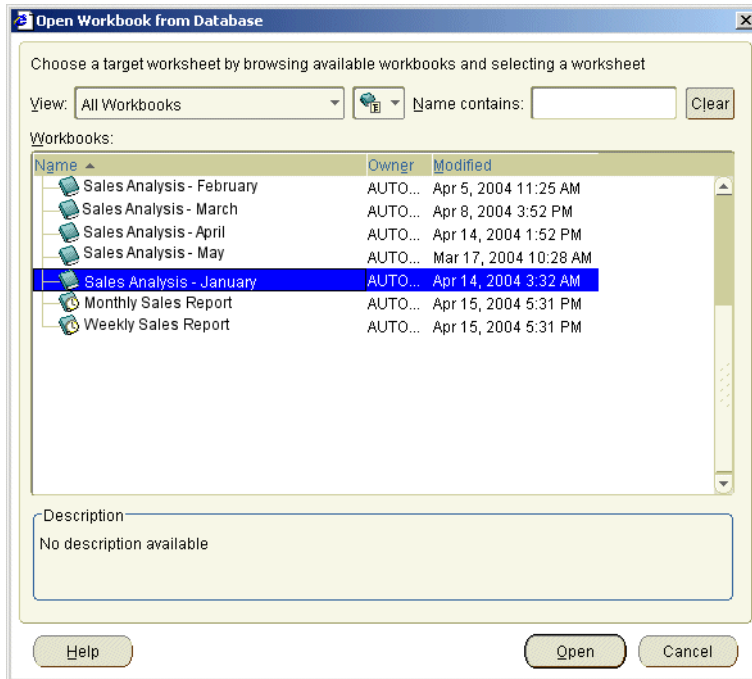 Open Workbook from Database
Choose a target worksheet by browsing available workbooks and selecting a worksheet
View: All Workbooks Name contains: Clear
Workbooks:
Name Owner Modified
Sales Analysis - February AUTO... Apr 5, 2004 11:25 AM
Sales Analysis - March AUTO... Apr 8, 2004 3:52 PM
Sales Analysis - April AUTO... Apr 14, 2004 1:52 PM
Sales Analysis - May AUTO... Mar 17, 2004 10:28 AM
Sales Analysis - January AUTO... Apr 14, 2004 3:32 AM
Monthly Sales Report AUTO... Apr 15, 2004 5:31 PM
Weekly Sales Report AUTO... Apr 15, 2004 5:31 PM
Description
No description available
Help Open Cancel